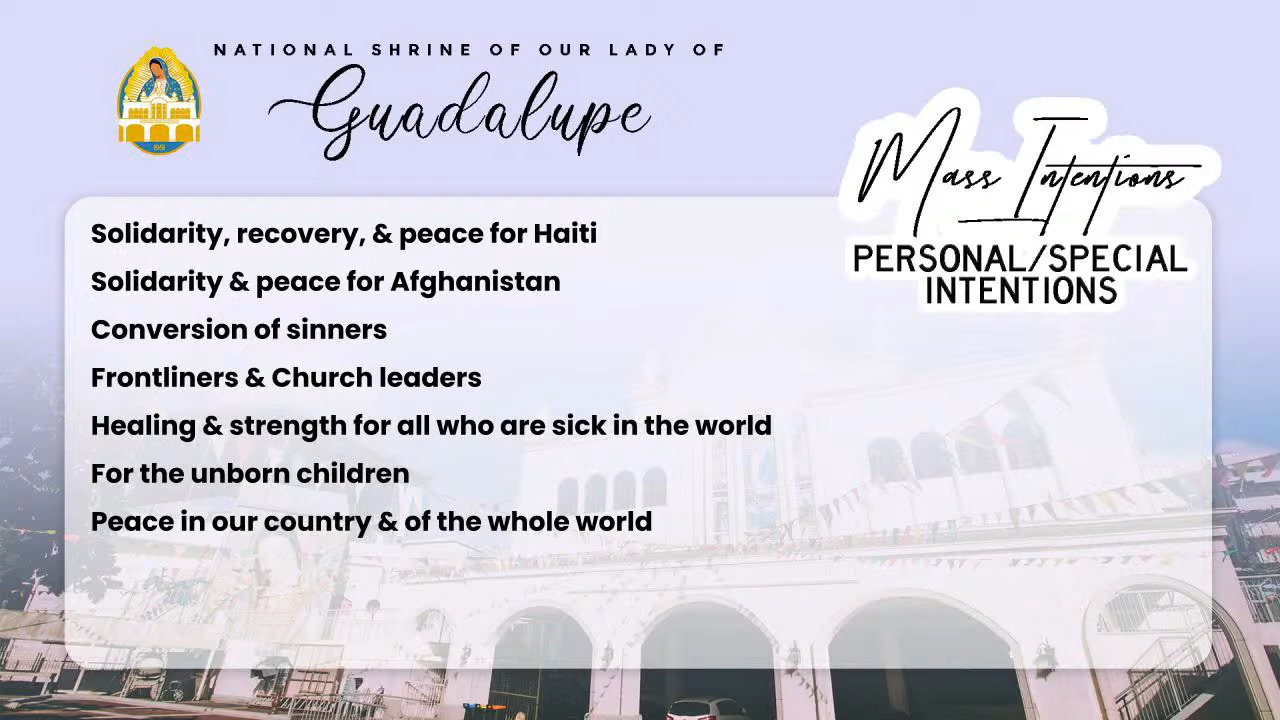 NATIONAL SHRINE OF OUR LADY OF
Guadalupe
1951
Mass Intentions
PERSONAL/SPECIAL
INTENTIONS
Solidarity, recovery, & peace for Haiti
Solidarity & peace for Afghanistan
Conversion of sinners
Frontliners & Church leaders
Healing & strength for all who are sick in the world
For the unborn children
Peace in our country & of the whole world